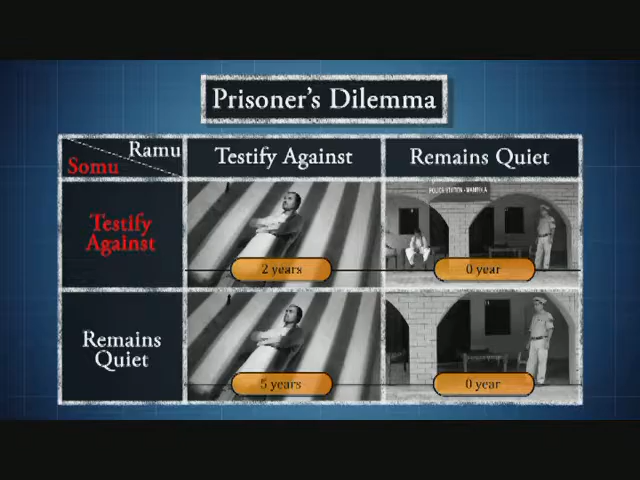 Prisoner's Dilemma
Ramu
Somu
Testify Against
Remains Quiet
Testify
Against
2 years
0 year
Remains
Quiet
5 years
0 year